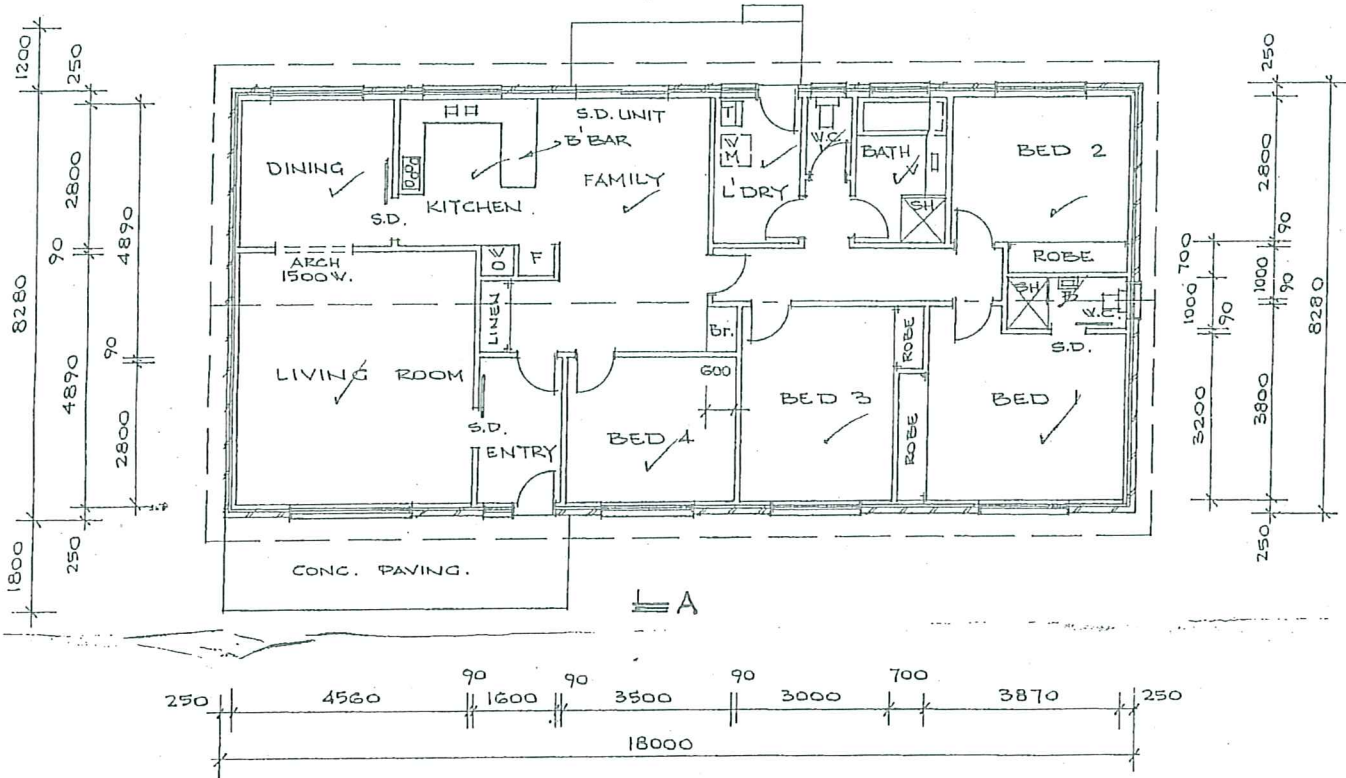 1200
250
8280
2800
90
4890
4890
90
2800
250
1800
DINING
KITCHEN.
S.D. UNIT
B'BAR
FAMILY
S.D.
ARCH
1500 W.
T
W
M
L'DRY
W.C.
BATH
SH
BED 2
ROBE
W
O
F
LINEN
LIVING ROOM
S.D.
ENTRY
Br.
600
BED 4
BED 3
ROBE
ROBE
SH
B
W.C.
S.D.
BED 1
CONC. PAVING.
A
250
2800
90
700
1000
90
1000
90
8280
3200
3800
250
250
4560
90
1600
90
3500
90
3000
700
3870
250
18000